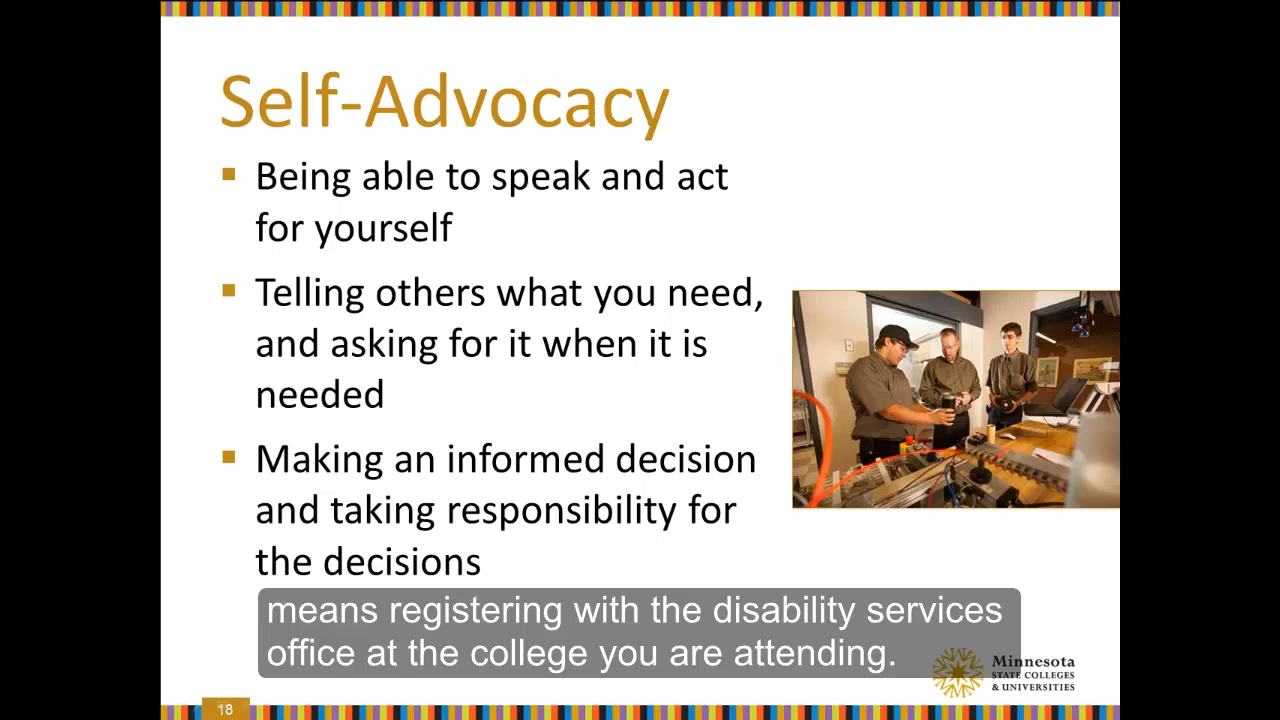 Self-Advocacy
Being able to speak and act
for yourself
Telling others what you need,
and asking for it when it is
needed
Making an informed decision
and taking responsibility for
the decisions
means registering with the disability services
office at the college you are attending.
Minnesota
STATE COLLEGES
& UNIVERSITIES
18